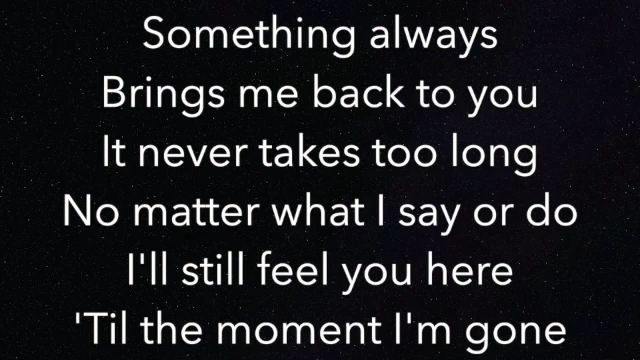 Something always
Brings me back to you
It never takes too long
No matter what I say or do
I'll still feel you here
'Til the moment I'm gone